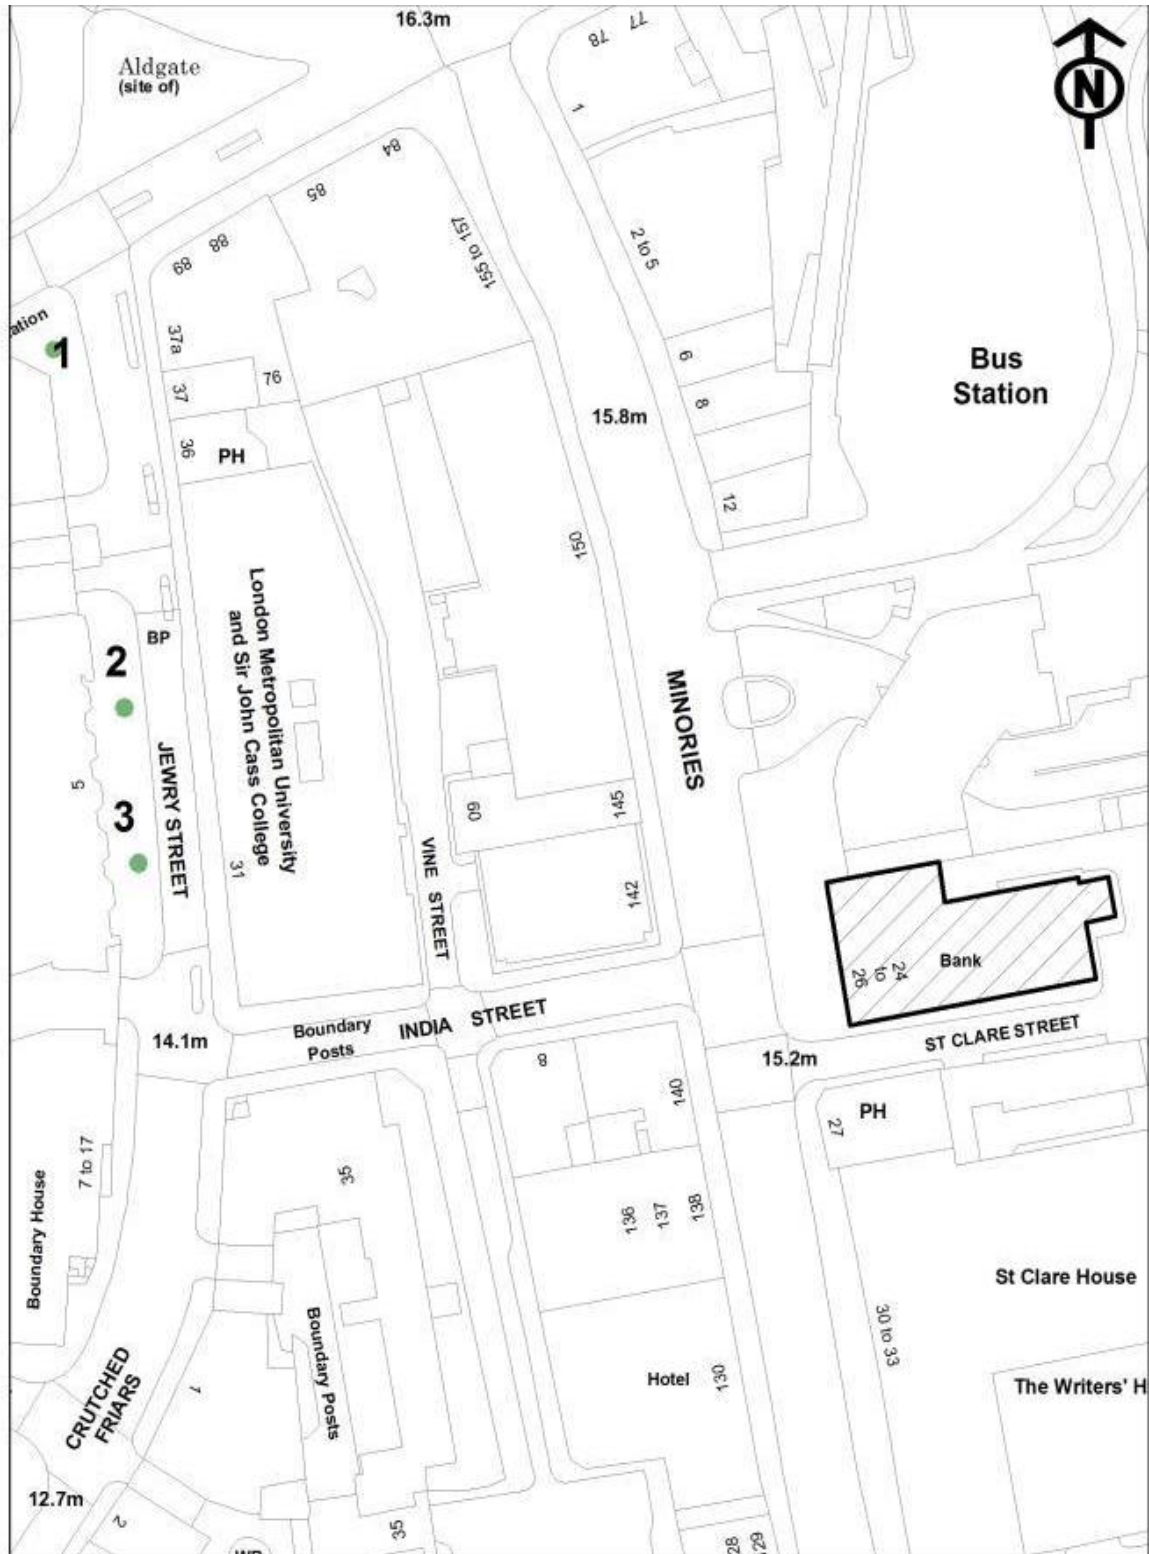 16.3m
77
78
Aldgate
(site of)
N
1
84
85
88
89
155 to 157
2 to 5
ation
1
37a
37
76
6
8
Bus
Station
15.8m
36
PH
12
150
London Metropolitan University
and Sir John Cass College
BP
2
MINORIES
JEWRY STREET
5
3
60
145
31
VINE STREET
142
Bank
24
to
26
INDIA STREET
Boundary
Posts
ST CLARE STREET
14.1m
15.2m
8
140
PH
27
7 to 17
35
Boundary House
136
137
138
St Clare House
30 to 33
Boundary Posts
Hotel
130
The Writers' H
CRUTCHED
FRIARS
1
12.7m
2
35
28
129